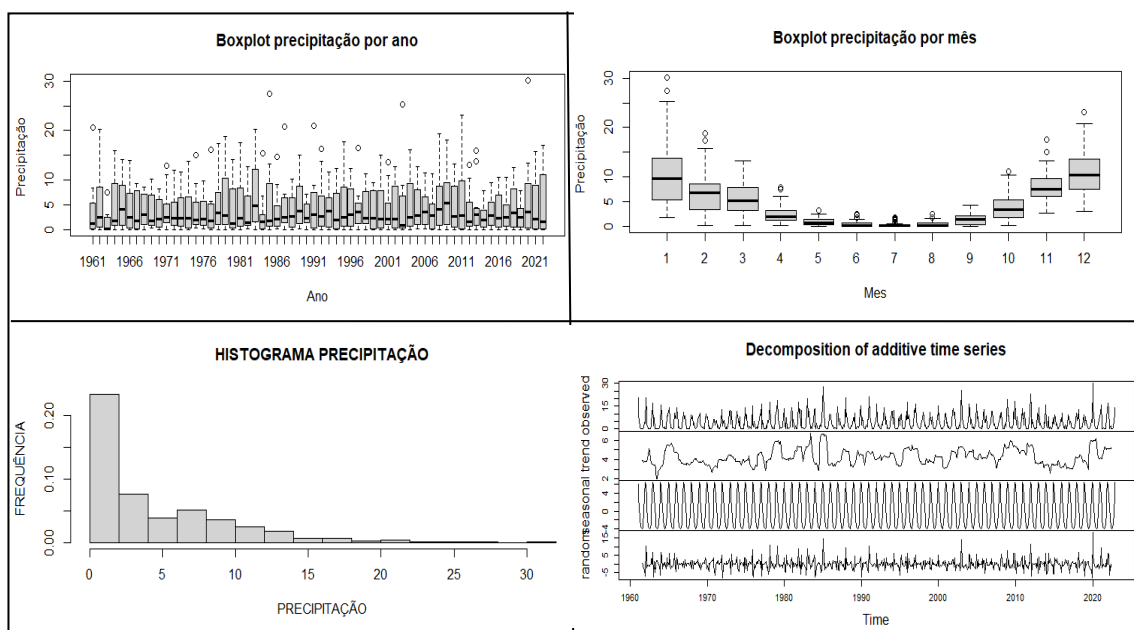 Boxplot precipitação por ano
Precipitação
0 5 10 20 30
1961 1966 1971 1976 1981 1986 1991 1996 2001 2006 2011 2016 2021
Ano
Boxplot precipitação por mês
Precipitação
0 10 20 30
1 2 3 4 5 6 7 8 9 10 11 12
Mes
HISTOGRAMA PRECIPITAÇÃO
FREQUÊNCIA
0.00 0.10 0.20
0 5 10 15 20 25 30
PRECIPITAÇÃO
Decomposition of additive time series
observed
0 15 30
trend
2 4 6
seasonal
-4 0 4
random
-5 5 15
1960 1970 1980 1990 2000 2010 2020
Time